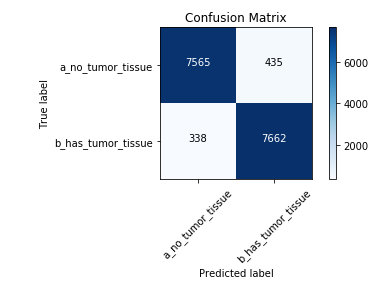 Confusion Matrix
True label
a_no_tumor_tissue
7565 435
b_has_tumor_tissue
338 7662
a_no_tumor_tissue
b_has_tumor_tissue
Predicted label
6000
4000
2000